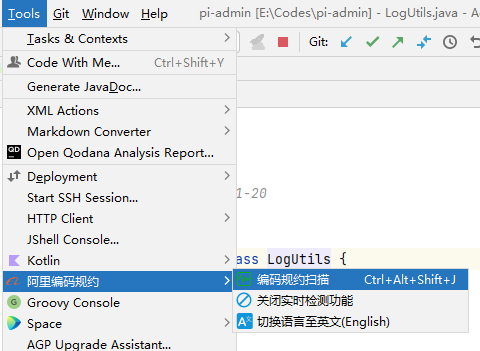 Tools Git Window Help pi-admin [E:\Codes\pi-admin] - LogUtils.java - A
Tasks & Contexts
Code With Me... Ctrl+Shift+Y
Git:
Generate JavaDoc...
XML Actions
Markdown Converter
Open Qodana Analysis Report...
Deployment
Start SSH Session...
1-20
HTTP Client
JShell Console...
Kotlin
ass LogUtils {
阿里编码规约
编码规约扫描 Ctrl+Alt+Shift+J
Groovy Console
关闭实时检测功能
Space
切换语言至英文(English)
AGP Upgrade Assistant...